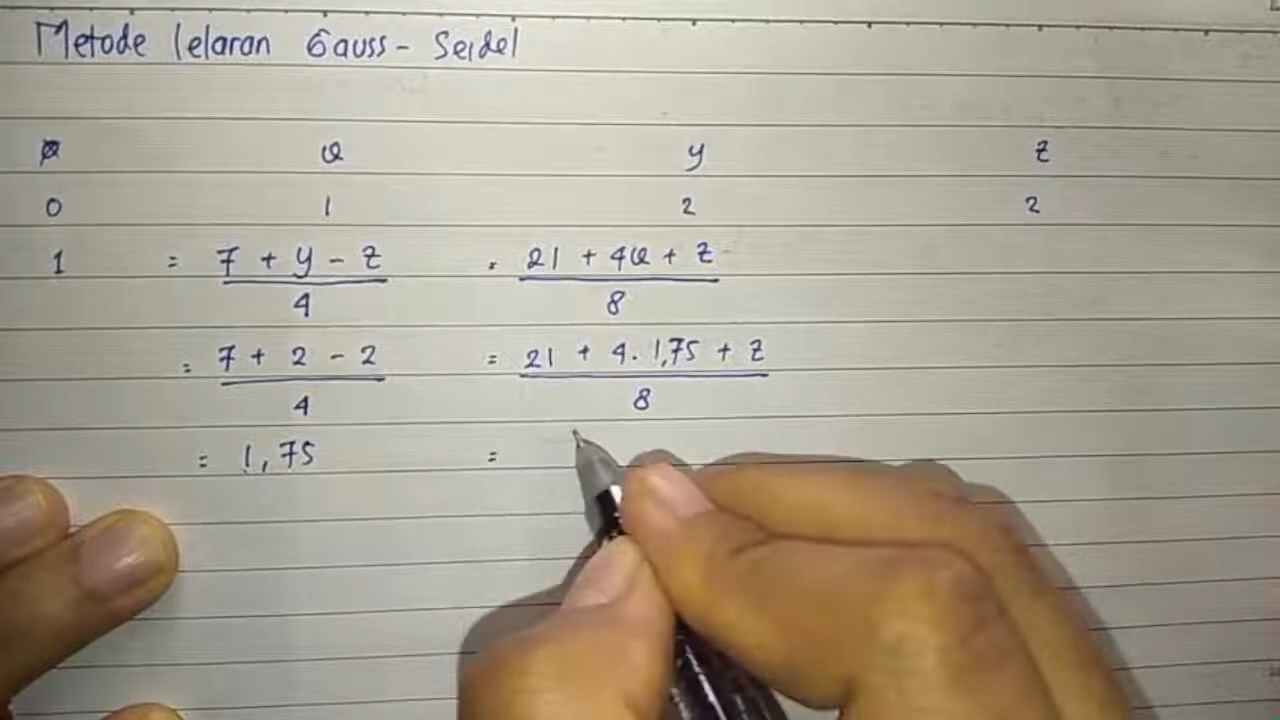 Metode lelaran Gauss - Seidel
x y z
0 1 2 2
1 = 7 + y - z / 4 = 21 + 4x + z / 8
= 7 + 2 - 2 / 4 = 21 + 4. 1,75 + 2 / 8
= 1,75 =